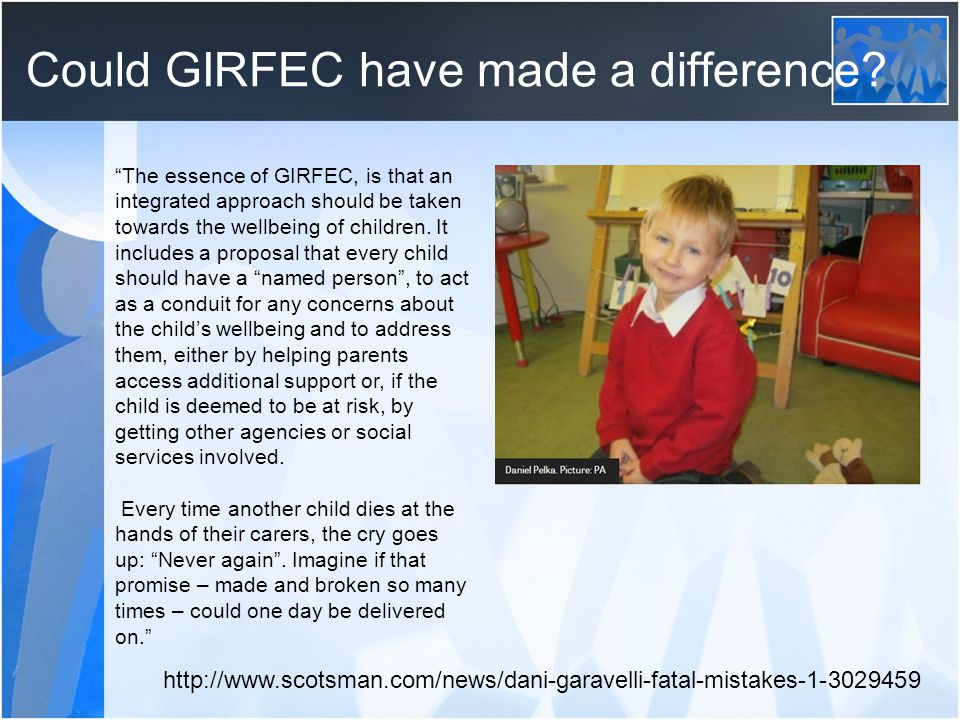 Could GIRFEC have made a difference?
“The essence of GIRFEC, is that an
integrated approach should be taken
towards the wellbeing of children. It
includes a proposal that every child
should have a “named person”, to act
as a conduit for any concerns about
the child’s wellbeing and to address
them, either by helping parents
access additional support or, if the
child is deemed to be at risk, by
getting other agencies or social
services involved.
Every time another child dies at the
hands of their carers, the cry goes
up: “Never again”. Imagine if that
promise – made and broken so many
times – could one day be delivered
on.”
1
10
Daniel Pelka. Picture: PA
http://www.scotsman.com/news/dani-garavelli-fatal-mistakes-1-3029459